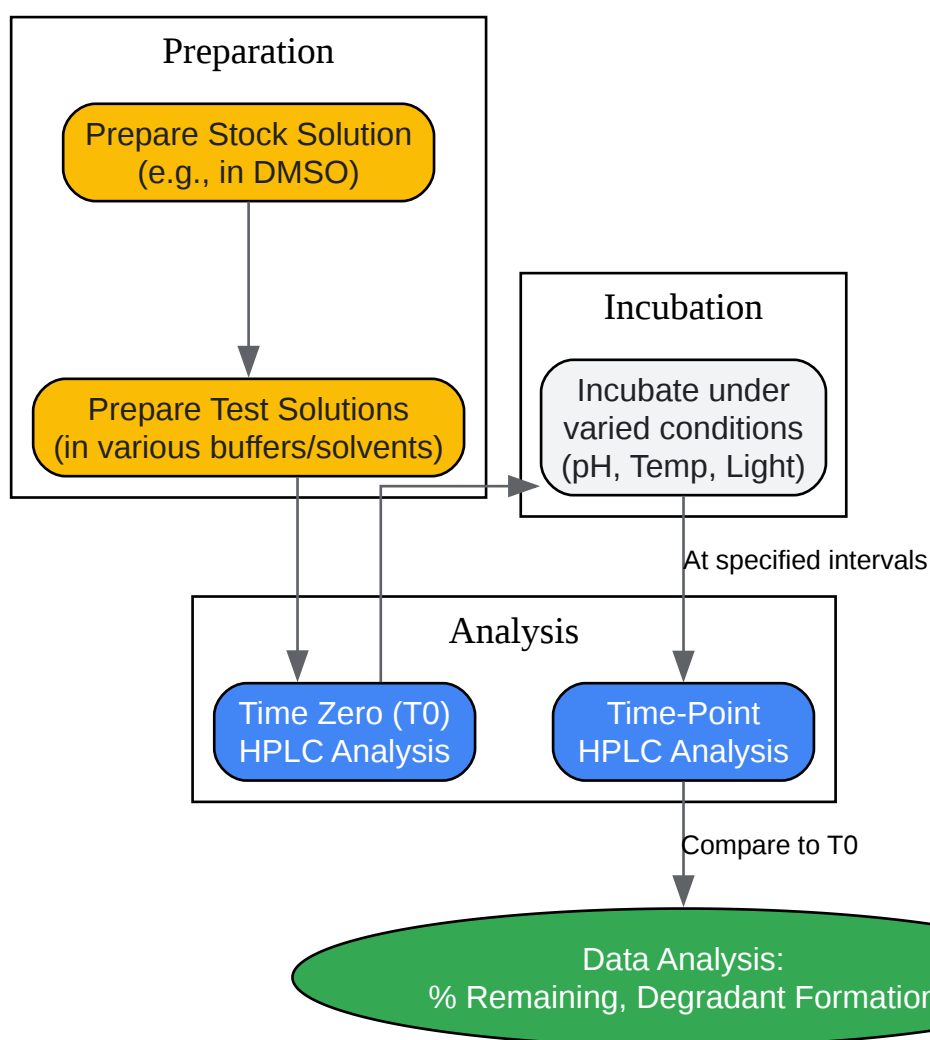 Preparation
Prepare Stock Solution
(e.g., in DMSO)
Prepare Test Solutions
(in various buffers/solvents)
Incubation
Incubate under
varied conditions
(pH, Temp, Light)
At specified intervals
Analysis
Time Zero (T0)
HPLC Analysis
Time-Point
HPLC Analysis
Compare to T0
Data Analysis:
% Remaining, Degradant Formation